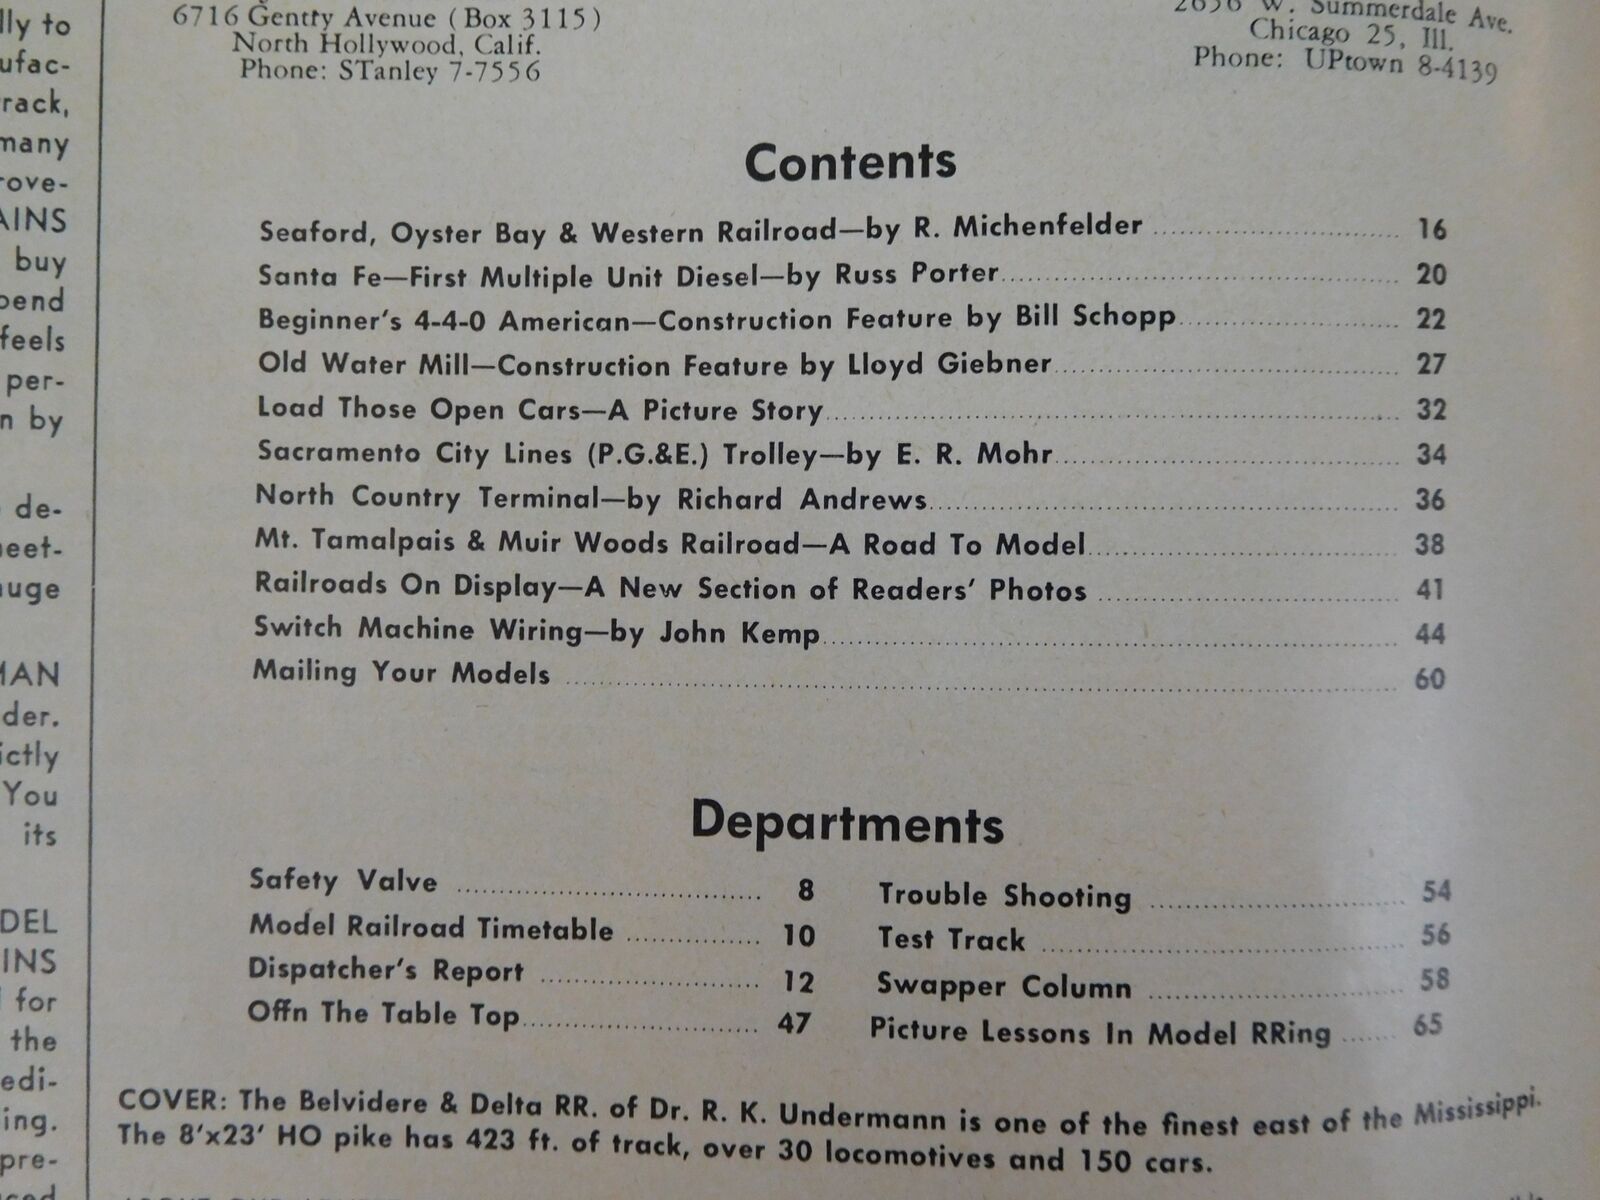 lly to
ufac-
rack,
many
rove-
AINS
buy
pend
feels
per-
n by
de-
eet-
uge
MAN
der.
ictly
You
its
DEL
INS
for
the
edi-
ing.
pre-
6716 Gentry Avenue (Box 3115)
North Hollywood, Calif.
Phone: STanley 7-7556
2656 W. Summerdale Ave.
Chicago 25, Ill.
Phone: UPtown 8-4139
Contents
Seaford, Oyster Bay & Western Railroad—by R. Michenfelder 16
Santa Fe—First Multiple Unit Diesel—by Russ Porter 20
Beginner's 4-4-0 American—Construction Feature by Bill Schopp 22
Old Water Mill—Construction Feature by Lloyd Giebner 27
Load Those Open Cars—A Picture Story 32
Sacramento City Lines (P.G.&E.) Trolley—by E. R. Mohr 34
North Country Terminal—by Richard Andrews 36
Mt. Tamalpais & Muir Woods Railroad—A Road To Model 38
Railroads On Display—A New Section of Readers' Photos 41
Switch Machine Wiring—by John Kemp 44
Mailing Your Models 60
Departments
Safety Valve 8
Model Railroad Timetable 10
Dispatcher's Report 12
Offn The Table Top 47
Trouble Shooting 54
Test Track 56
Swapper Column 58
Picture Lessons In Model RRing 65
COVER: The Belvidere & Delta RR. of Dr. R. K. Undermann is one of the finest east of the Mississippi.
The 8'x23' HO pike has 423 ft. of track, over 30 locomotives and 150 cars.